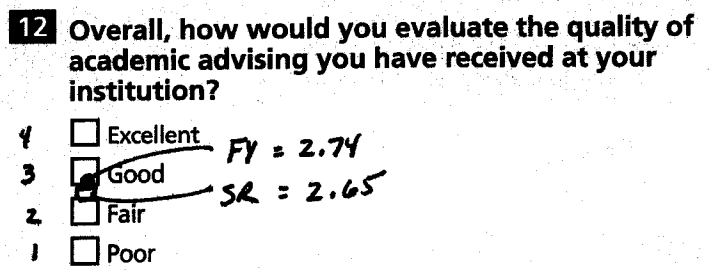 12 Overall, how would you evaluate the quality of
academic advising you have received at your
institution?
4 Excellent
FY = 2.74
3 Good
SR = 2.65
2 Fair
1 Poor